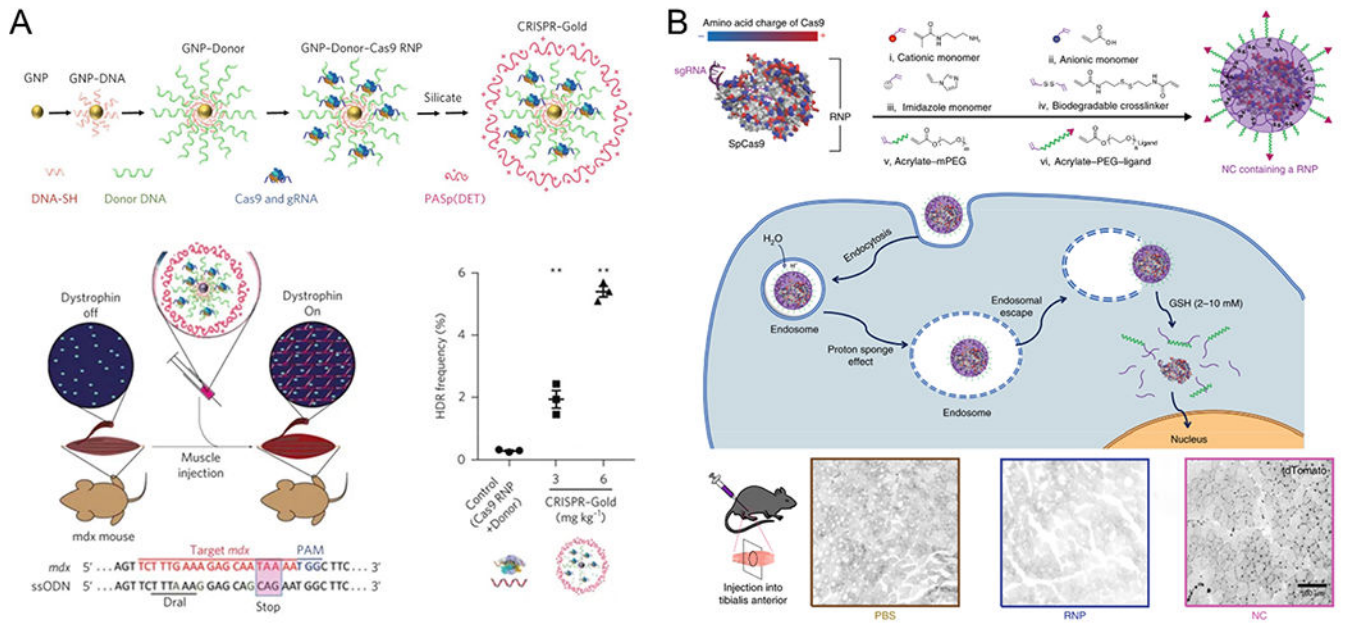 A
CRISPR-Gold
GNP-Donor
GNP-Donor-Cas9 RNP
GNP
GNP-DNA
Silicate
DNA-SH
Donor DNA
Cas9 and gRNA
PASp(DET)
Dystrophin
off
Dystrophin
On
Muscle
injection
mdx mouse
HDR frequency (%)
6
4
2
0
**
**
Control
(Cas9 RNP
+Donor)
3
6
CRISPR-Gold
(mg kg⁻¹)
Target mdx
PAM
mdx 5' ...AGT TCT TTG AAA GAG CAA TAA AAT GGC TTC... 3'
ssODN 5' ...AGT TCT TTA AAG GAG CAG CAG AAT GGC TTC... 3'
DraI
Stop
B
Amino acid charge of Cas9
– +
sgRNA
SpCas9
RNP
i, Cationic monomer
ii, Anionic monomer
iii, Imidazole monomer
iv, Biodegradable crosslinker
v, Acrylate–mPEG
vi, Acrylate–PEG–ligand
NC containing a RNP
H₂O
H⁺
Endocytosis
Endosome
Proton sponge
effect
Endosome
Endosomal
escape
GSH (2–10 mM)
Nucleus
Injection into
tibialis anterior
PBS
RNP
tdTomato
NC